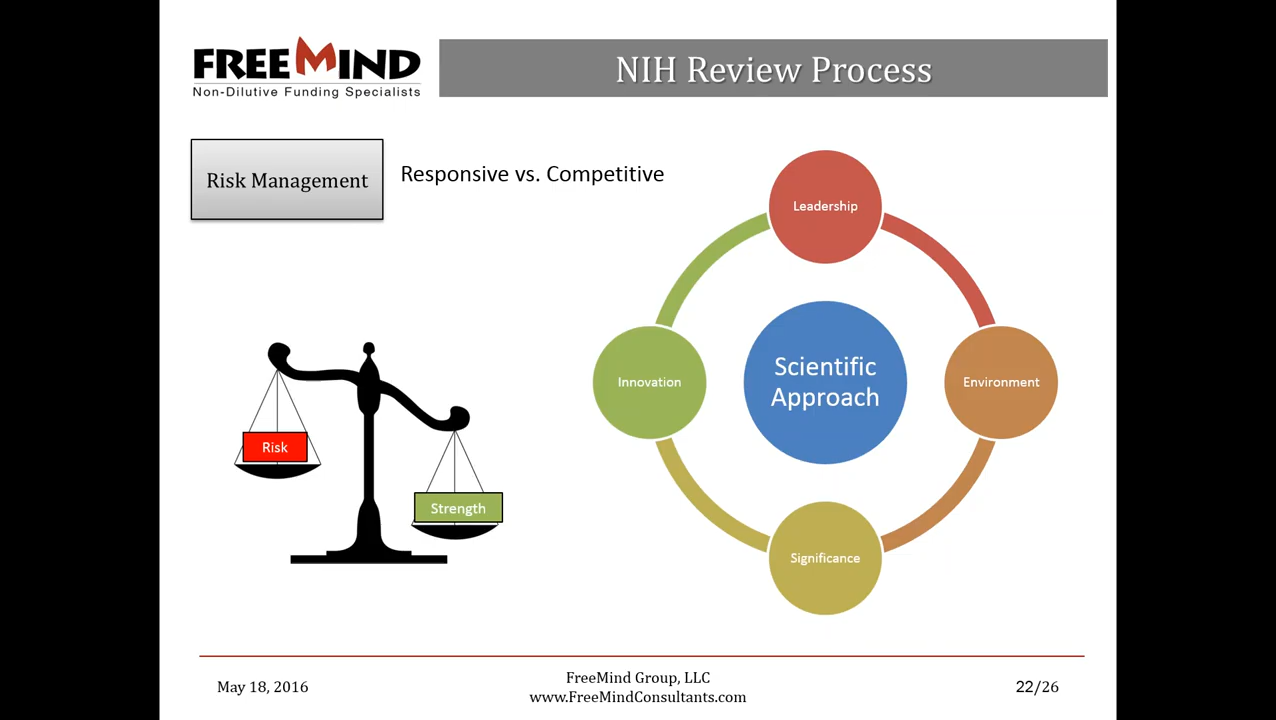 FREEMIND
Non-Dilutive Funding Specialists
NIH Review Process
Risk Management
Responsive vs. Competitive
Leadership
Innovation
Scientific
Approach
Environment
Significance
Risk
Strength
May 18, 2016
FreeMind Group, LLC
www.FreeMindConsultants.com
22/26